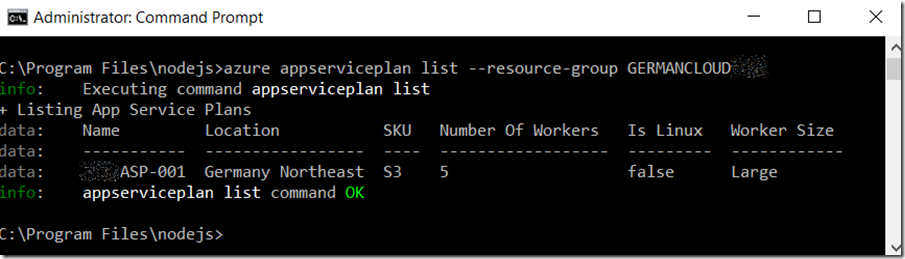 Administrator: Command Prompt
C:\Program Files\nodejs>azure appserviceplan list --resource-group GERMANCLOUD
info: Executing command appserviceplan list
+ Listing App Service Plans
data: Name Location SKU Number Of Workers Is Linux Worker Size
data: ----------- ----------------- ---- ------------------ --------- ------------
data: ASP-001 Germany Northeast S3 5 false Large
info: appserviceplan list command OK
C:\Program Files\nodejs>